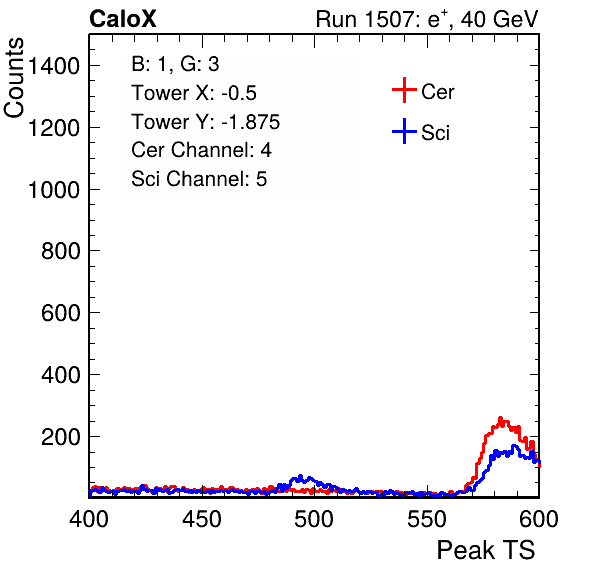 CaloX Run 1507: e⁺, 40 GeV
Counts
B: 1, G: 3
Tower X: -0.5
Tower Y: -1.875
Cer Channel: 4
Sci Channel: 5
Cer
Sci
1400
1200
1000
800
600
400
200
400 450 500 550 600
Peak TS